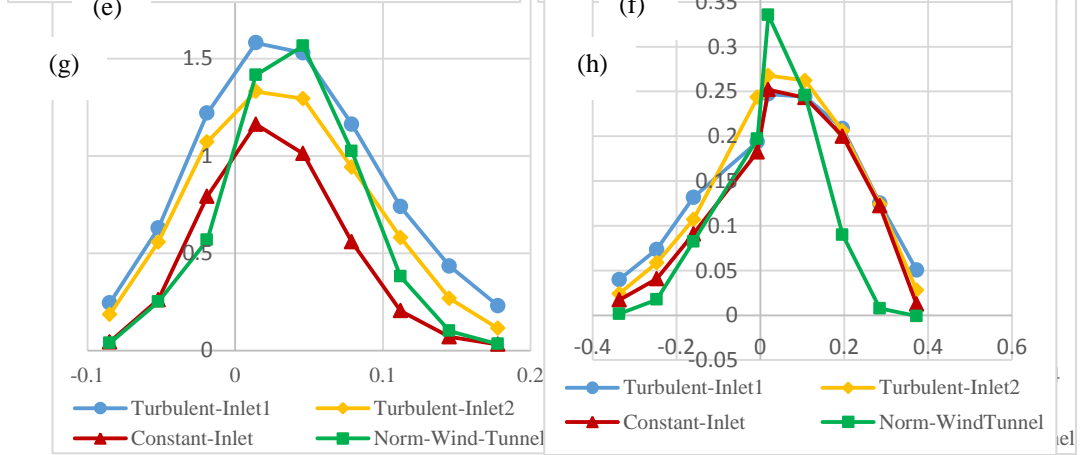 (e)
(f)
(g)
1.5
1
0.5
0
-0.1
0
0.1
0.2
Turbulent-Inlet1
Turbulent-Inlet2
Constant-Inlet
Norm-Wind-Tunnel
(h)
0.35
0.3
0.25
0.2
0.15
0.1
0.05
0
-0.05
-0.4
-0.2
0
0.2
0.4
0.6
Turbulent-Inlet1
Turbulent-Inlet2
Constant-Inlet
Norm-WindTunnel
nel